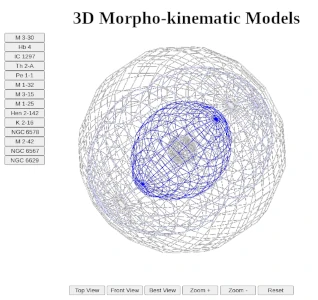 3D Morpho-kinematic Models
M 3-30
Hb 4
IC 1297
Th 2-A
Pe 1-1
M 1-32
M 3-15
M 1-25
Hen 2-142
K 2-16
NGC 6578
M 2-42
NGC 6567
NGC 6629
Top View Front View Best View Zoom + Zoom - Reset